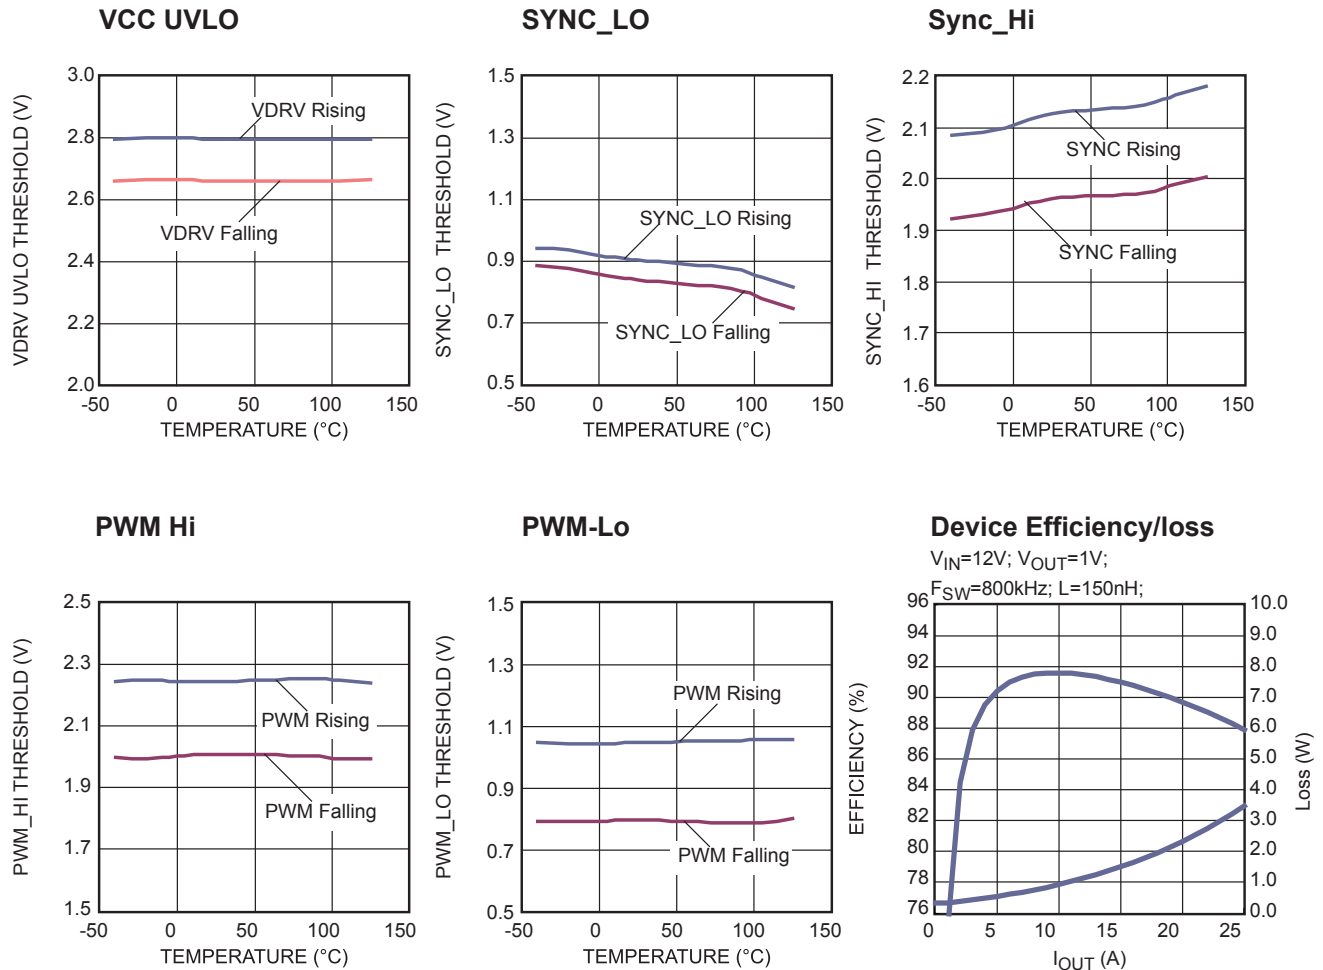 VCC UVLO
VDRV UVLO THRESHOLD (V)
3.0
2.8
2.6
2.4
2.2
2.0
VDRV Rising
VDRV Falling
-50 0 50 100 150
TEMPERATURE (°C)
SYNC_LO
SYNC_LO THRESHOLD (V)
1.5
1.3
1.1
0.9
0.7
0.5
SYNC_LO Rising
SYNC_LO Falling
-50 0 50 100 150
TEMPERATURE (°C)
Sync_Hi
SYNC_HI THRESHOLD (V)
2.2
2.1
2.0
1.9
1.8
1.7
1.6
SYNC Rising
SYNC Falling
-50 0 50 100 150
TEMPERATURE (°C)
PWM Hi
PWM_HI THRESHOLD (V)
2.5
2.3
2.1
1.9
1.7
1.5
PWM Rising
PWM Falling
-50 0 50 100 150
TEMPERATURE (°C)
PWM-Lo
PWM_LO THRESHOLD (V)
1.5
1.3
1.1
0.9
0.7
0.5
PWM Rising
PWM Falling
-50 0 50 100 150
TEMPERATURE (°C)
Device Efficiency/loss
VIN=12V; VOUT=1V;
FSW=800kHz; L=150nH;
EFFICIENCY (%)
96
94
92
90
88
86
84
82
80
78
76
10.0
9.0
8.0
7.0
6.0
5.0
4.0
3.0
2.0
1.0
0.0
Loss (W)
0 5 10 15 20 25
IOUT (A)